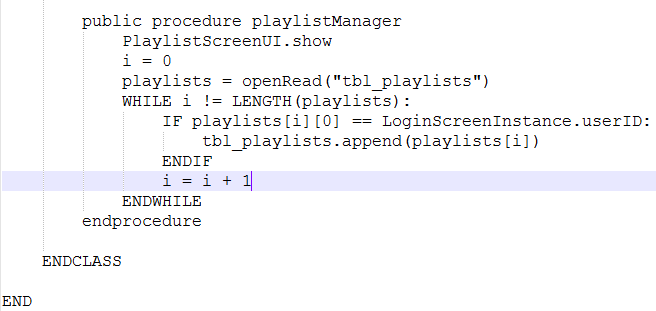 public procedure playlistManager
PlaylistScreenUI.show
i = 0
playlists = openRead("tbl_playlists")
WHILE i != LENGTH(playlists):
IF playlists[i][0] == LoginScreenInstance.userID:
tbl_playlists.append(playlists[i])
ENDIF
i = i + 1
ENDWHILE
endprocedure
ENDCLASS
END